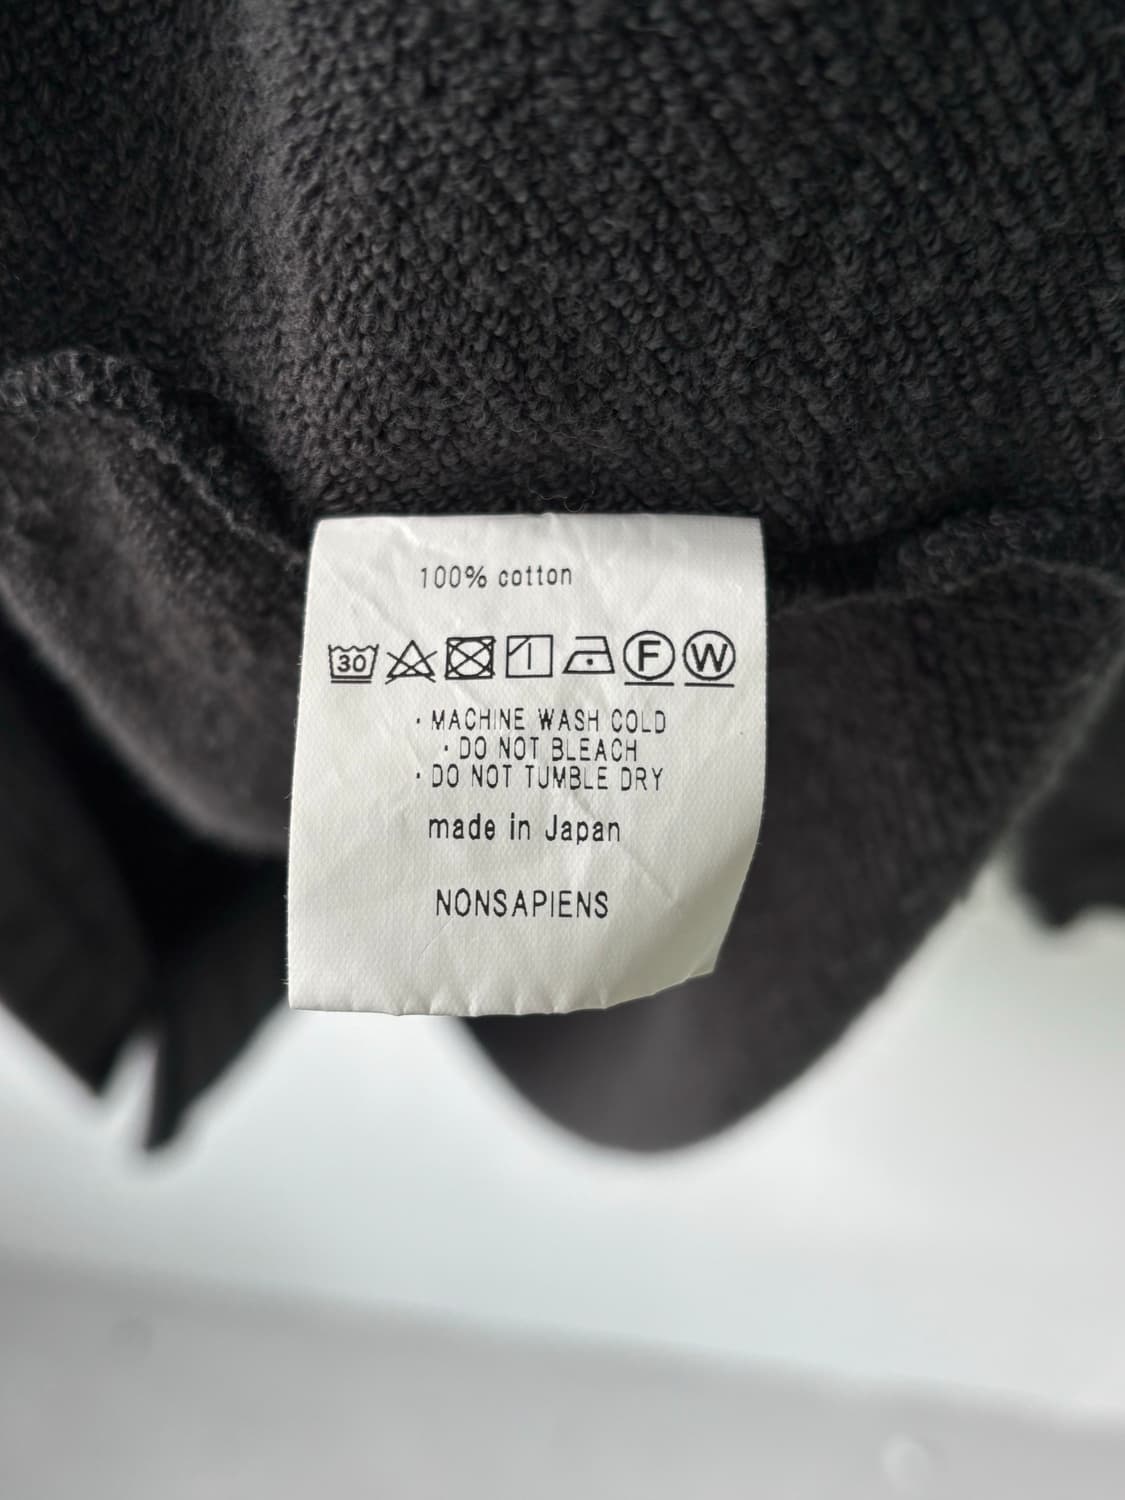 100% cotton
30 F W
· MACHINE WASH COLD
· DO NOT BLEACH
· DO NOT TUMBLE DRY
made in Japan
NONSAPIENS